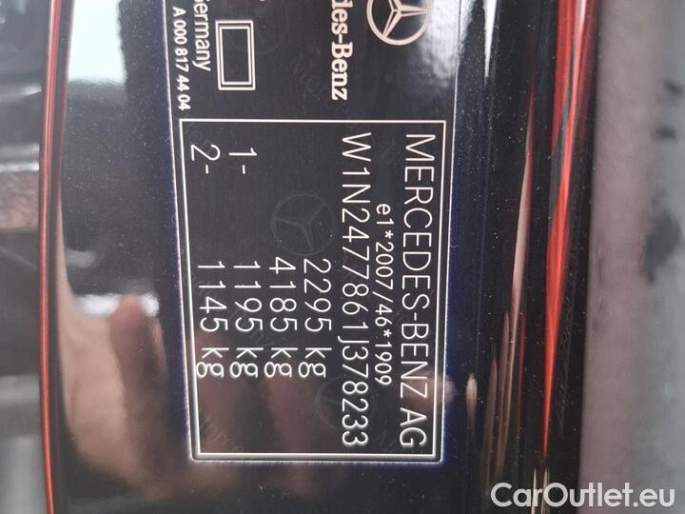 des-Benz
Germany
A 000 817 44 04
MERCEDES-BENZ AG
e1*2007/46*1909
W1N2477861J378233
2295 kg
4185 kg
1- 1195 kg
2- 1145 kg
CarOutlet.eu